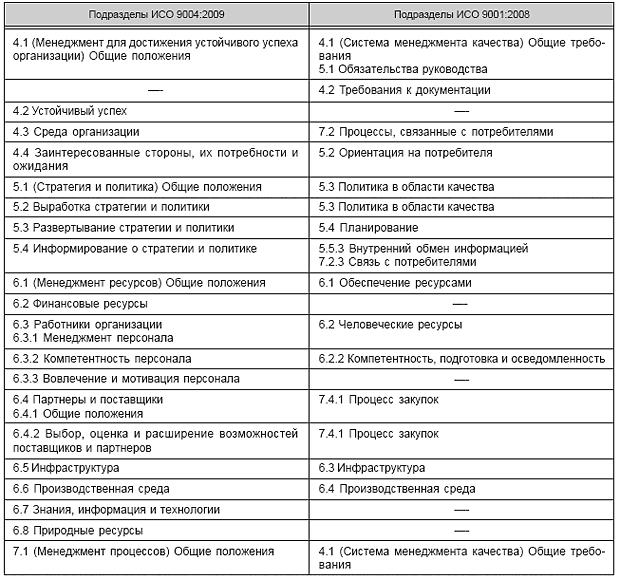 Подразделы ИСО 9004:2009
Подразделы ИСО 9001:2008
4.1 (Менеджмент для достижения устойчивого успеха
организации) Общие положения
4.1 (Система менеджмента качества) Общие требо-
вания
5.1 Обязательства руководства
—-
4.2 Требования к документации
4.2 Устойчивый успех
—-
4.3 Среда организации
7.2 Процессы, связанные с потребителями
4.4 Заинтересованные стороны, их потребности и
ожидания
5.2 Ориентация на потребителя
5.1 (Стратегия и политика) Общие положения
5.3 Политика в области качества
5.2 Выработка стратегии и политики
5.3 Политика в области качества
5.3 Развертывание стратегии и политики
5.4 Планирование
5.4 Информирование о стратегии и политике
5.5.3 Внутренний обмен информацией
7.2.3 Связь с потребителями
6.1 (Менеджмент ресурсов) Общие положения
6.1 Обеспечение ресурсами
6.2 Финансовые ресурсы
—-
6.3 Работники организации
6.3.1 Менеджмент персонала
6.2 Человеческие ресурсы
6.3.2 Компетентность персонала
6.2.2 Компетентность, подготовка и осведомленность
6.3.3 Вовлечение и мотивация персонала
—-
6.4 Партнеры и поставщики
6.4.1 Общие положения
7.4.1 Процесс закупок
6.4.2 Выбор, оценка и расширение возможностей
поставщиков и партнеров
7.4.1 Процесс закупок
6.5 Инфраструктура
6.3 Инфраструктура
6.6 Производственная среда
6.4 Производственная среда
6.7 Знания, информация и технологии
—-
6.8 Природные ресурсы
—-
7.1 (Менеджмент процессов) Общие положения
4.1 (Система менеджмента качества) Общие требо-
вания